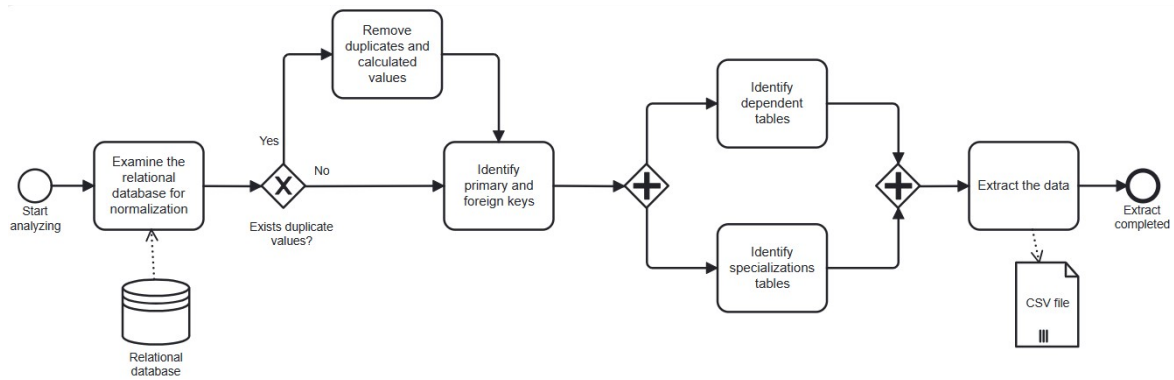 Remove
duplicates and
calculated
values
Identify
dependent
tables
Yes
Examine the
relational
database for
normalization
No
Identify
primary and
foreign keys
Extract the data
Start
analyzing
Exists duplicate
values?
Extract
completed
Identify
specializations
tables
CSV file
Relational
database